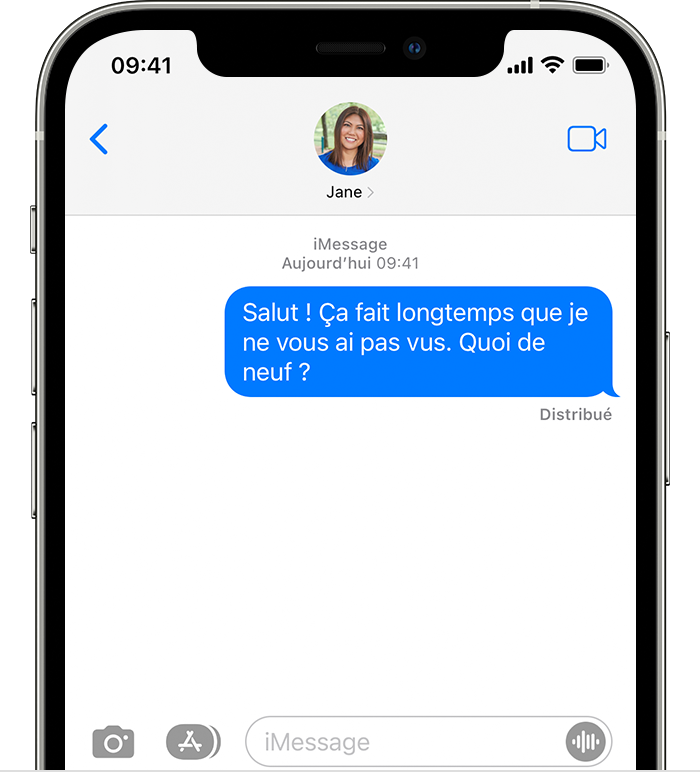 09:41
Jane
iMessage
Aujourd’hui 09:41
Salut ! Ça fait longtemps que je
ne vous ai pas vus. Quoi de
neuf ?
Distribué
iMessage